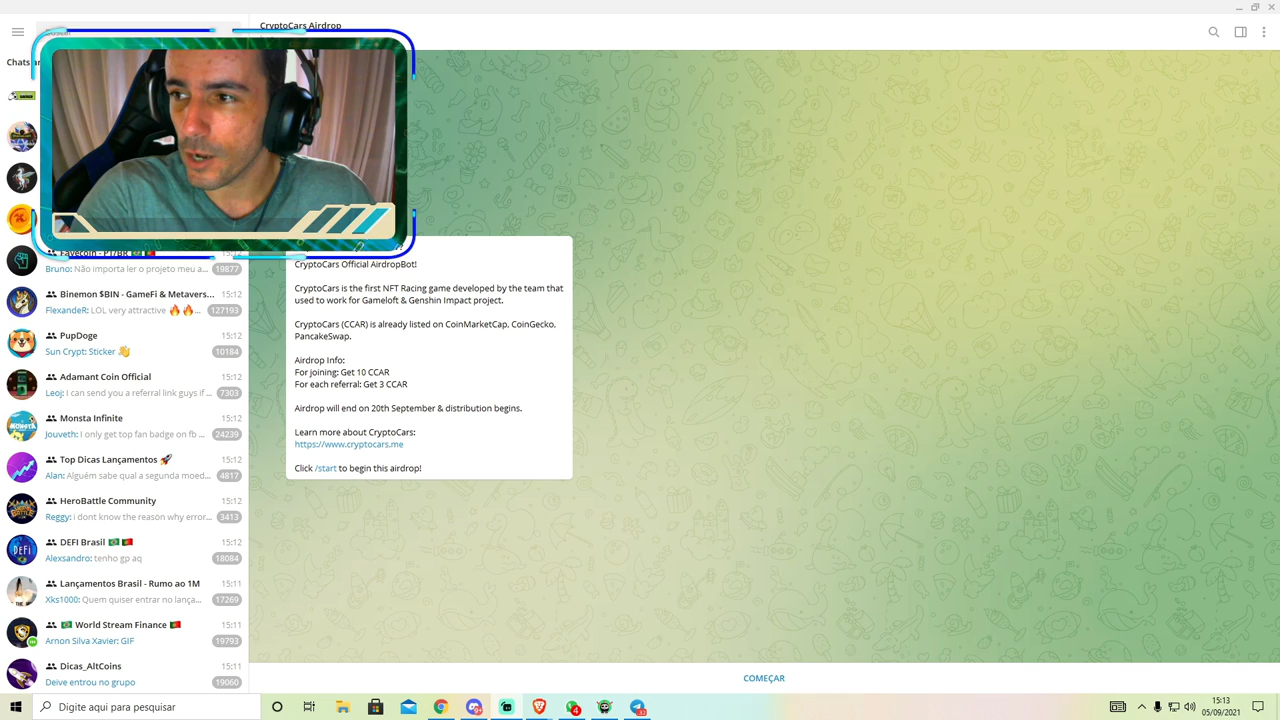 CryptoCars Airdrop
Chats
Favecoin - PT/BR 15:12
Bruno: Não importa ler o projeto meu a... 19877
Binemon $BIN - GameFi & Metavers... 15:12
FlexandeR: LOL very attractive 🔥🔥... 127193
PupDoge 15:12
Sun Crypt: Sticker 👋 10184
Adamant Coin Official 15:12
Leoj: I can send you a referral link guys if ... 7303
Monsta Infinite 15:12
Jouveth: I only get top fan badge on fb ... 24239
Top Dicas Lançamentos 🚀 15:12
Alan: Alguém sabe qual a segunda moed... 4817
HeroBattle Community 15:12
Reggy: i dont know the reason why error... 3413
DEFI Brasil 🇧🇷 🇵🇹 15:12
Alexsandro: tenho gp aq 18084
Lançamentos Brasil - Rumo ao 1M 15:11
Xks1000: Quem quiser entrar no lança... 17269
🇧🇷 World Stream Finance 🇵🇹 15:11
Arnon Silva Xavier: GIF 19793
Dicas_AltCoins 15:11
Deive entrou no grupo 19060
CryptoCars Official AirdropBot!
CryptoCars is the first NFT Racing game developed by the team that
used to work for Gameloft & Genshin Impact project.
CryptoCars (CCAR) is already listed on CoinMarketCap, CoinGecko,
PancakeSwap.
Airdrop Info:
For joining: Get 10 CCAR
For each referral: Get 3 CCAR
Airdrop will end on 20th September & distribution begins.
Learn more about CryptoCars:
https://www.cryptocars.me
Click /start to begin this airdrop!
COMEÇAR
Digite aqui para pesquisar
15:13
05/09/2021